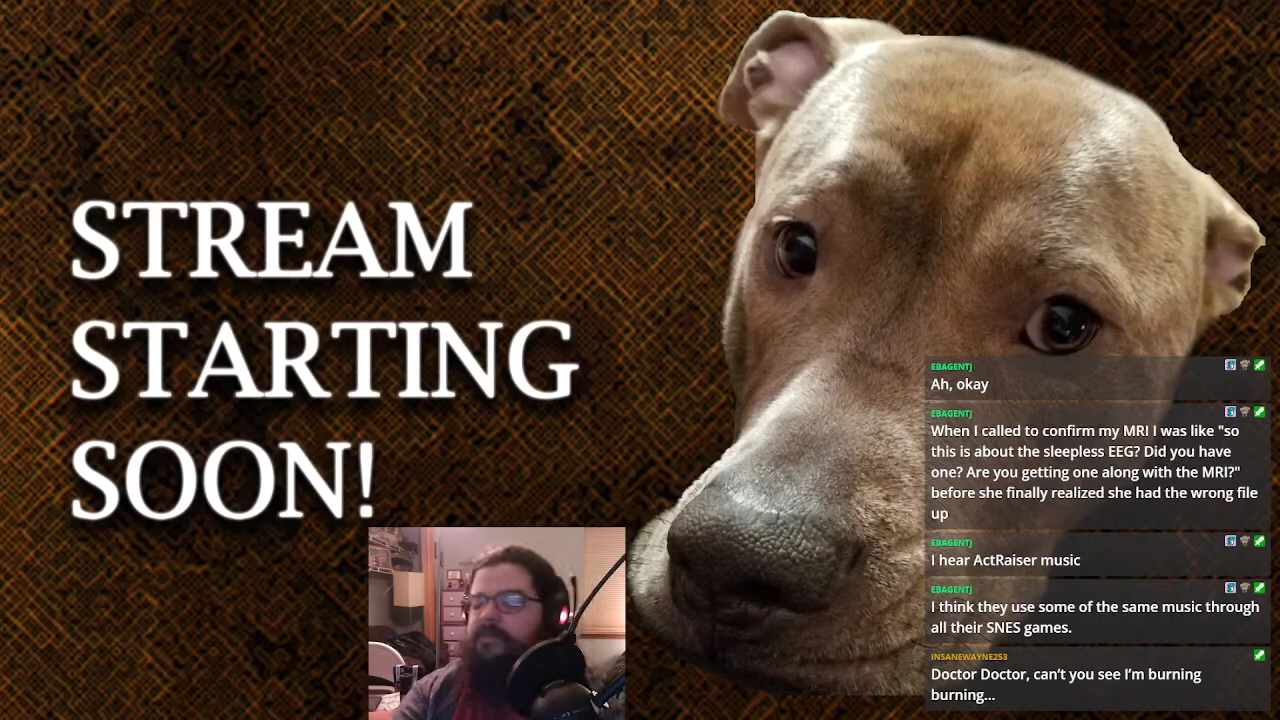 STREAM
STARTING
SOON!
EBAGENTJ
Ah, okay
EBAGENTJ
When I called to confirm my MRI I was like "so
this is about the sleepless EEG? Did you have
one? Are you getting one along with the MRI?"
before she finally realized she had the wrong file
up
EBAGENTJ
I hear ActRaiser music
EBAGENTJ
I think they use some of the same music through
all their SNES games.
INSANEWAYNE253
Doctor Doctor, can't you see I'm burning
burning...